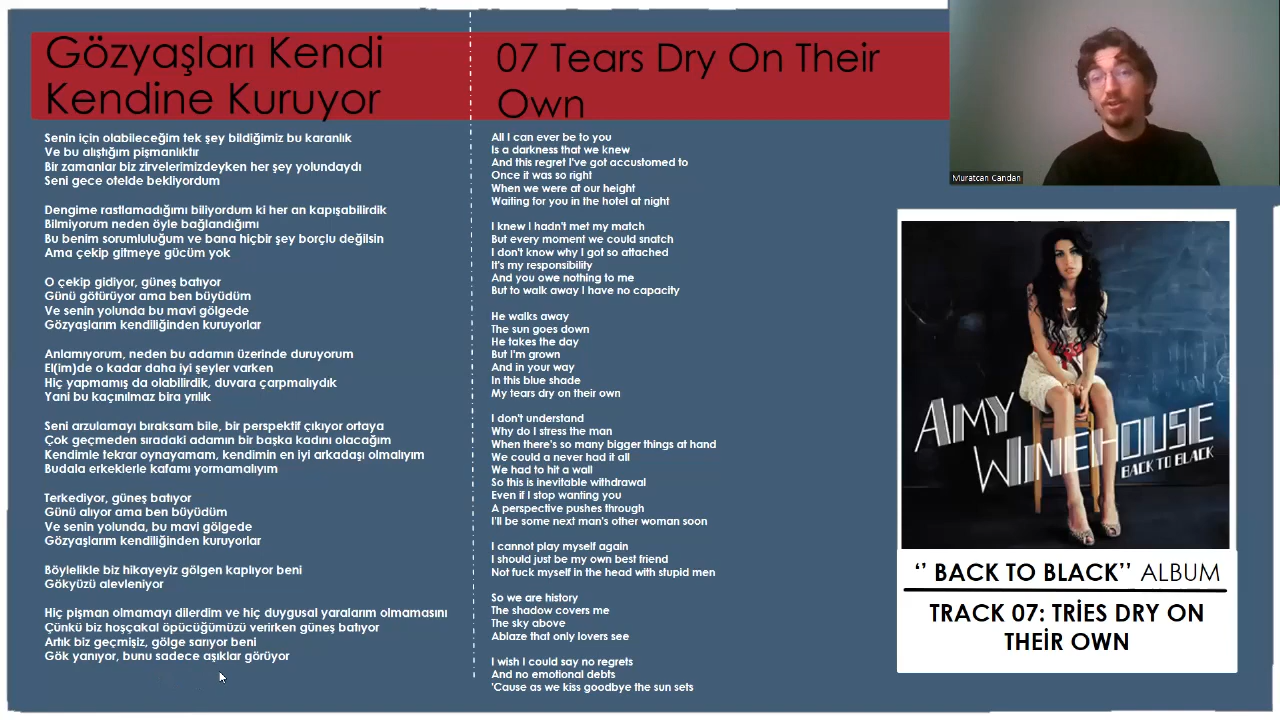 Gözyaşları Kendi
Kendine Kuruyor
Senin için olabileceğim tek şey bildiğimiz bu karanlık
Ve bu alıştığım pişmanlıktır
Bir zamanlar biz zirvelerimizdeyken her şey yolundaydı
Seni gece otelde bekliyordum
Dengime rastlamadığımı biliyordum ki her an kapışabilirdik
Bilmiyorum neden öyle bağlandığımı
Bu benim sorumluluğum ve bana hiçbir şey borçlu değilsin
Ama çekip gitmeye gücüm yok
O çekip gidiyor, güneş batıyor
Günü götürüyor ama ben büyüdüm
Ve senin yolunda bu mavi gölgede
Gözyaşlarım kendiliğinden kuruyorlar
Anlamıyorum, neden bu adamın üzerinde duruyorum
El(im)de o kadar daha iyi şeyler varken
Hiç yapmamış da olabilirdik, duvara çarpmalıydık
Yani bu kaçınılmaz bira yrılık
Seni arzulamayı bıraksam bile, bir perspektif çıkıyor ortaya
Çok geçmeden sıradaki adamın bir başka kadını olacağım
Kendimle tekrar oynayamam, kendimin en iyi arkadaşı olmalıyım
Budala erkeklerle kafamı yormamalıyım
Terkediyor, güneş batıyor
Günü alıyor ama ben büyüdüm
Ve senin yolunda, bu mavi gölgede
Gözyaşlarım kendiliğinden kuruyorlar
Böylelikle biz hikayeyiz gölgen kaplıyor beni
Gökyüzü alevleniyor
Hiç pişman olmamayı dilerdim ve hiç duygusal yaralarım olmamasını
Çünkü biz hoşçakal öpücüğümüzü verirken güneş batıyor
Artık biz geçmişiz, gölge sarıyor beni
Gök yanıyor, bunu sadece aşıklar görüyor
07 Tears Dry On Their
Own
All I can ever be to you
Is a darkness that we knew
And this regret I've got accustomed to
Once it was so right
When we were at our height
Waiting for you in the hotel at night
I knew I hadn't met my match
But every moment we could snatch
I don't know why I got so attached
It's my responsibility
And you owe nothing to me
But to walk away I have no capacity
He walks away
The sun goes down
He takes the day
But I'm grown
And in your way
In this blue shade
My tears dry on their own
I don't understand
Why do I stress the man
When there's so many bigger things at hand
We could a never had it all
We had to hit a wall
So this is inevitable withdrawal
Even if I stop wanting you
A perspective pushes through
I'll be some next man's other woman soon
I cannot play myself again
I should just be my own best friend
Not fuck myself in the head with stupid men
So we are history
The shadow covers me
The sky above
Ablaze that only lovers see
I wish I could say no regrets
And no emotional debts
'Cause as we kiss goodbye the sun sets
Muratcan Candan
AMY
WINEHOUSE
BACK TO BLACK
‘’ BACK TO BLACK’’ ALBUM
TRACK 07: TRİES DRY ON
THEİR OWN